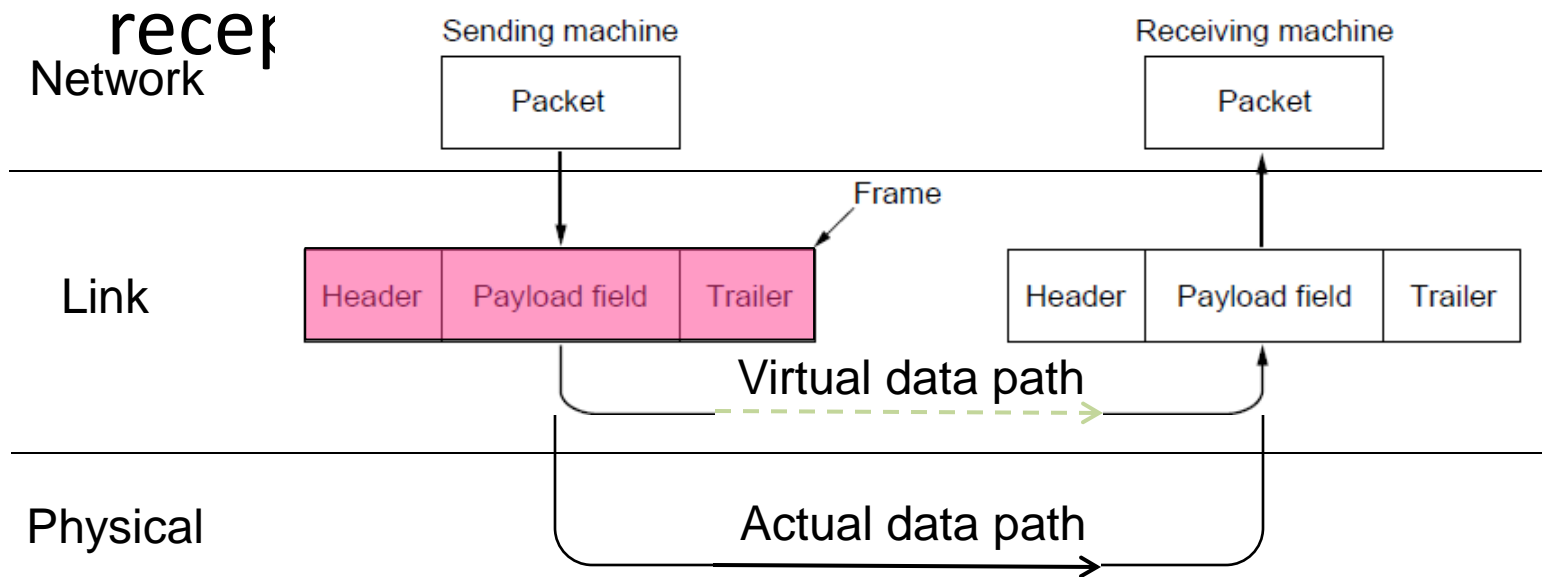 Sending machine Receiving machine
Network
Packet Packet
Frame
Link Header Payload field Trailer Header Payload field Trailer
Virtual data path
Physical Actual data path